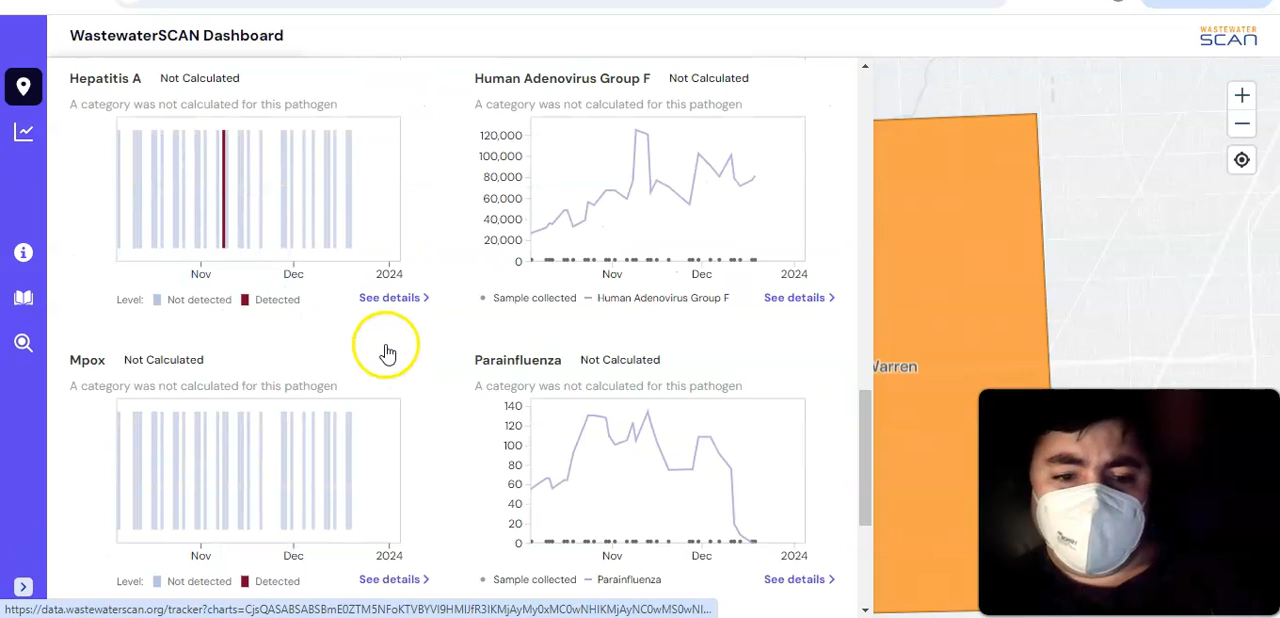 WastewaterSCAN Dashboard
WASTEWATER
SCAN
Hepatitis A Not Calculated
A category was not calculated for this pathogen
Nov Dec 2024
Level: Not detected Detected
See details >
Human Adenovirus Group F Not Calculated
A category was not calculated for this pathogen
120,000
100,000
80,000
60,000
40,000
20,000
0
Nov Dec 2024
Sample collected Human Adenovirus Group F
See details >
Mpox Not Calculated
A category was not calculated for this pathogen
Nov Dec 2024
Level: Not detected Detected
See details >
Parainfluenza Not Calculated
A category was not calculated for this pathogen
140
120
100
80
60
40
20
0
Nov Dec 2024
Sample collected Parainfluenza
See details >
Warren